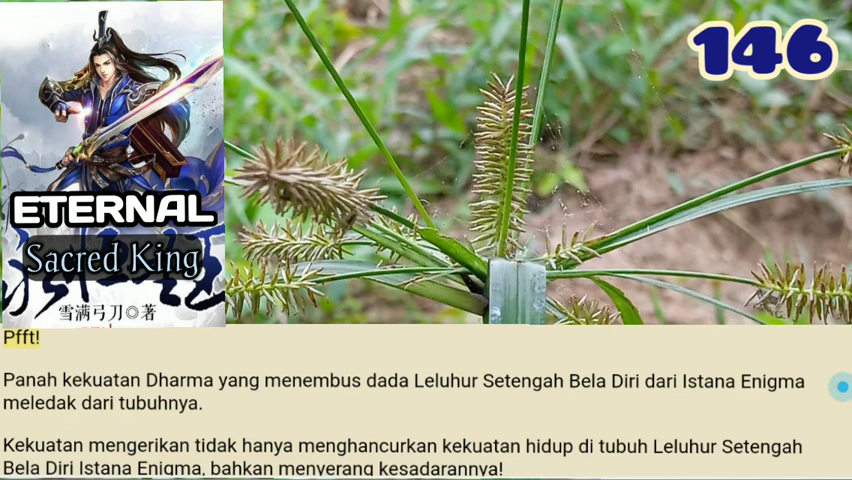 146
ETERNAL
Sacred King
雪满弓刀◎著
Pfft!
Panah kekuatan Dharma yang menembus dada Leluhur Setengah Bela Diri dari Istana Enigma
meledak dari tubuhnya.
Kekuatan mengerikan tidak hanya menghancurkan kekuatan hidup di tubuh Leluhur Setengah
Bela Diri Istana Enigma, bahkan menyerang kesadarannya!